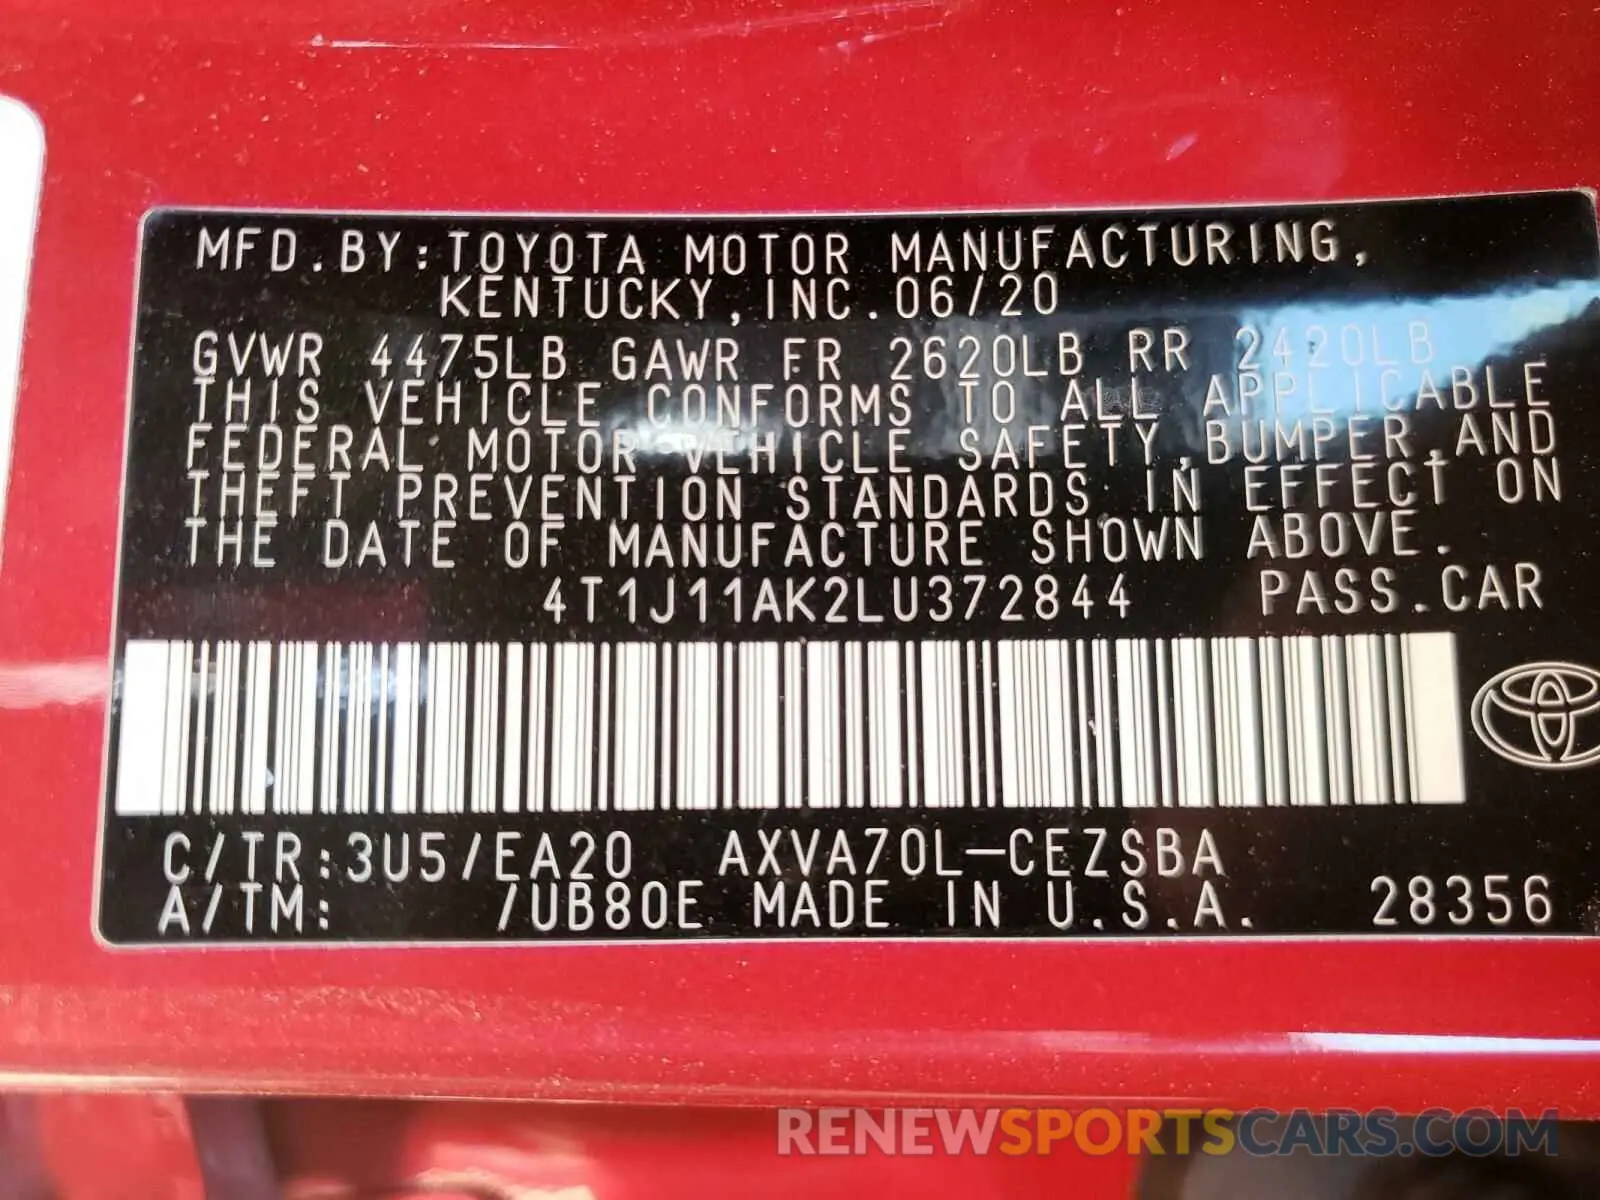 MFD.BY:TOYOTA MOTOR MANUFACTURING,
KENTUCKY,INC.06/20
GVWR 4475LB GAWR FR 2620LB RR 2420LB
THIS VEHICLE CONFORMS TO ALL APPLICABLE
FEDERAL MOTOR VEHICLE SAFETY,BUMPER,AND
THEFT PREVENTION STANDARDS IN EFFECT ON
THE DATE OF MANUFACTURE SHOWN ABOVE.
4T1J11AK2LU372844 PASS.CAR
C/TR:3U5/EA20 AXVA70L-CEZSBA
A/TM: /UB80E MADE IN U.S.A. 28356
RENEWSPORTSCARS.COM